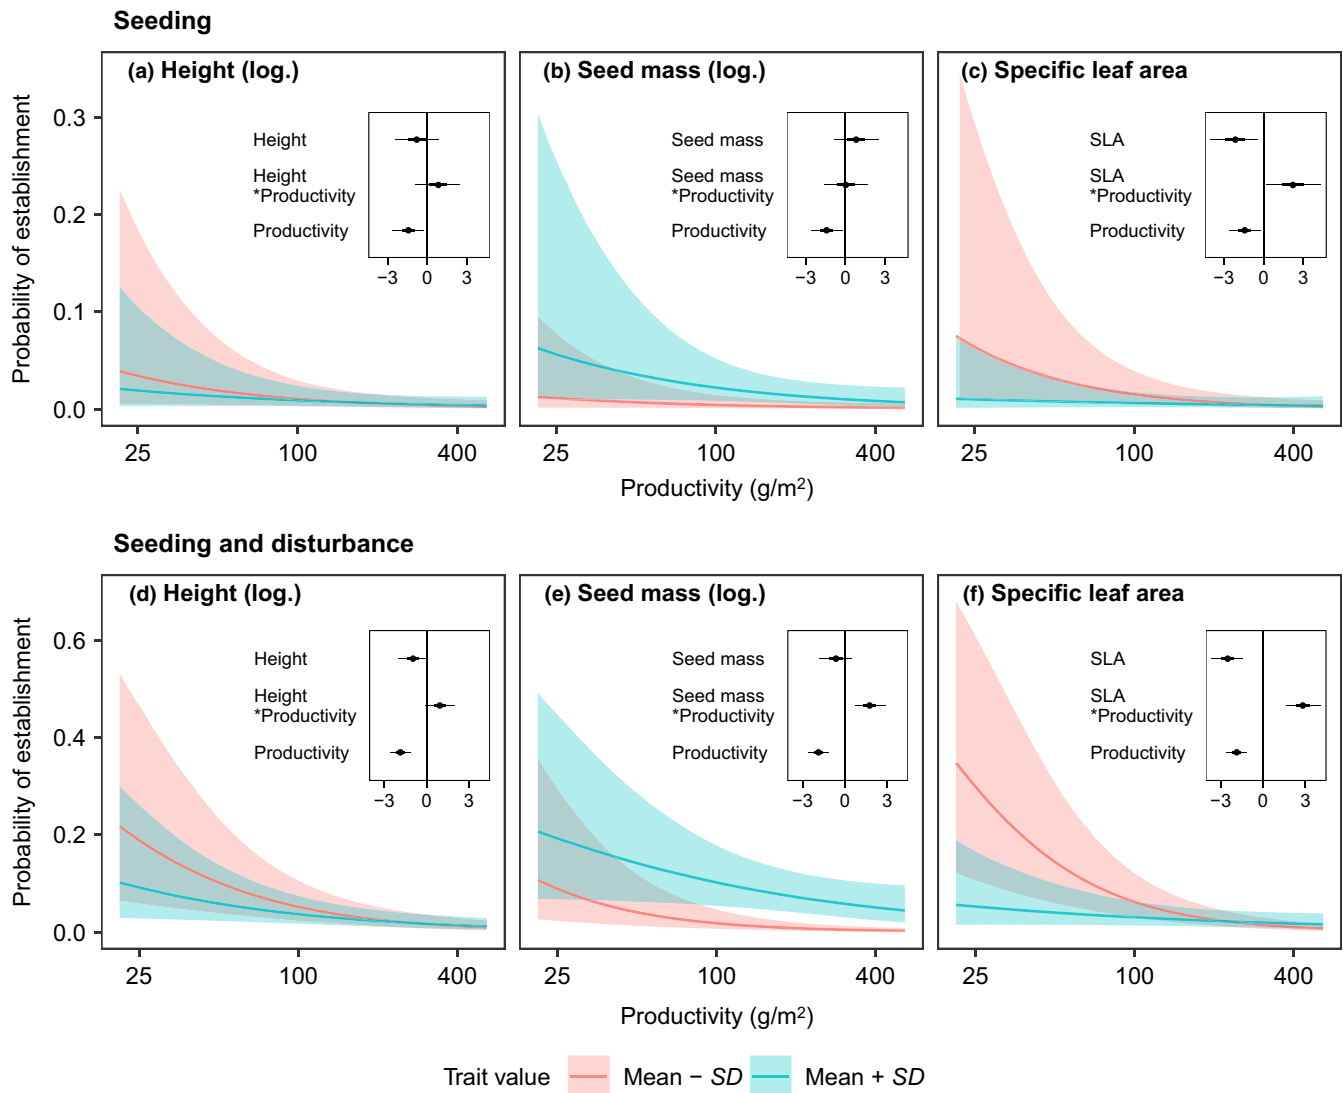 Seeding
(a) Height (log.)
(b) Seed mass (log.)
(c) Specific leaf area
Probability of establishment
0.3
0.2
0.1
0.0
Height
Height
*Productivity
Productivity
−3 0 3
Seed mass
Seed mass
*Productivity
Productivity
−3 0 3
SLA
SLA
*Productivity
Productivity
−3 0 3
25 100 400
25 100 400
25 100 400
Productivity (g/m²)
Seeding and disturbance
(d) Height (log.)
(e) Seed mass (log.)
(f) Specific leaf area
Probability of establishment
0.6
0.4
0.2
0.0
Height
Height
*Productivity
Productivity
−3 0 3
Seed mass
Seed mass
*Productivity
Productivity
−3 0 3
SLA
SLA
*Productivity
Productivity
−3 0 3
25 100 400
25 100 400
25 100 400
Productivity (g/m²)
Trait value Mean − SD Mean + SD